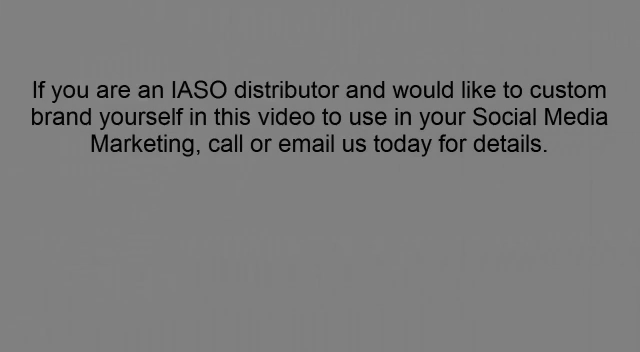 If you are an IASO distributor and would like to custom
brand yourself in this video to use in your Social Media
Marketing, call or email us today for details.